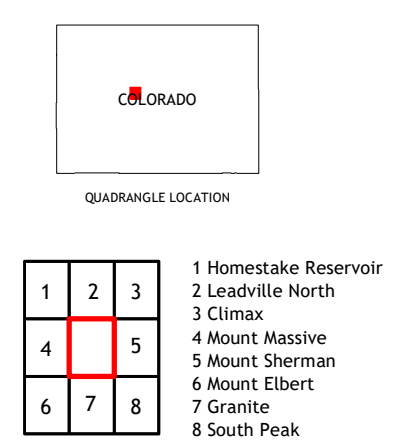 COLORADO
QUADRANGLE LOCATION
1 2 3
4 5
6 7 8
1 Homestake Reservoir
2 Leadville North
3 Climax
4 Mount Massive
5 Mount Sherman
6 Mount Elbert
7 Granite
8 South Peak